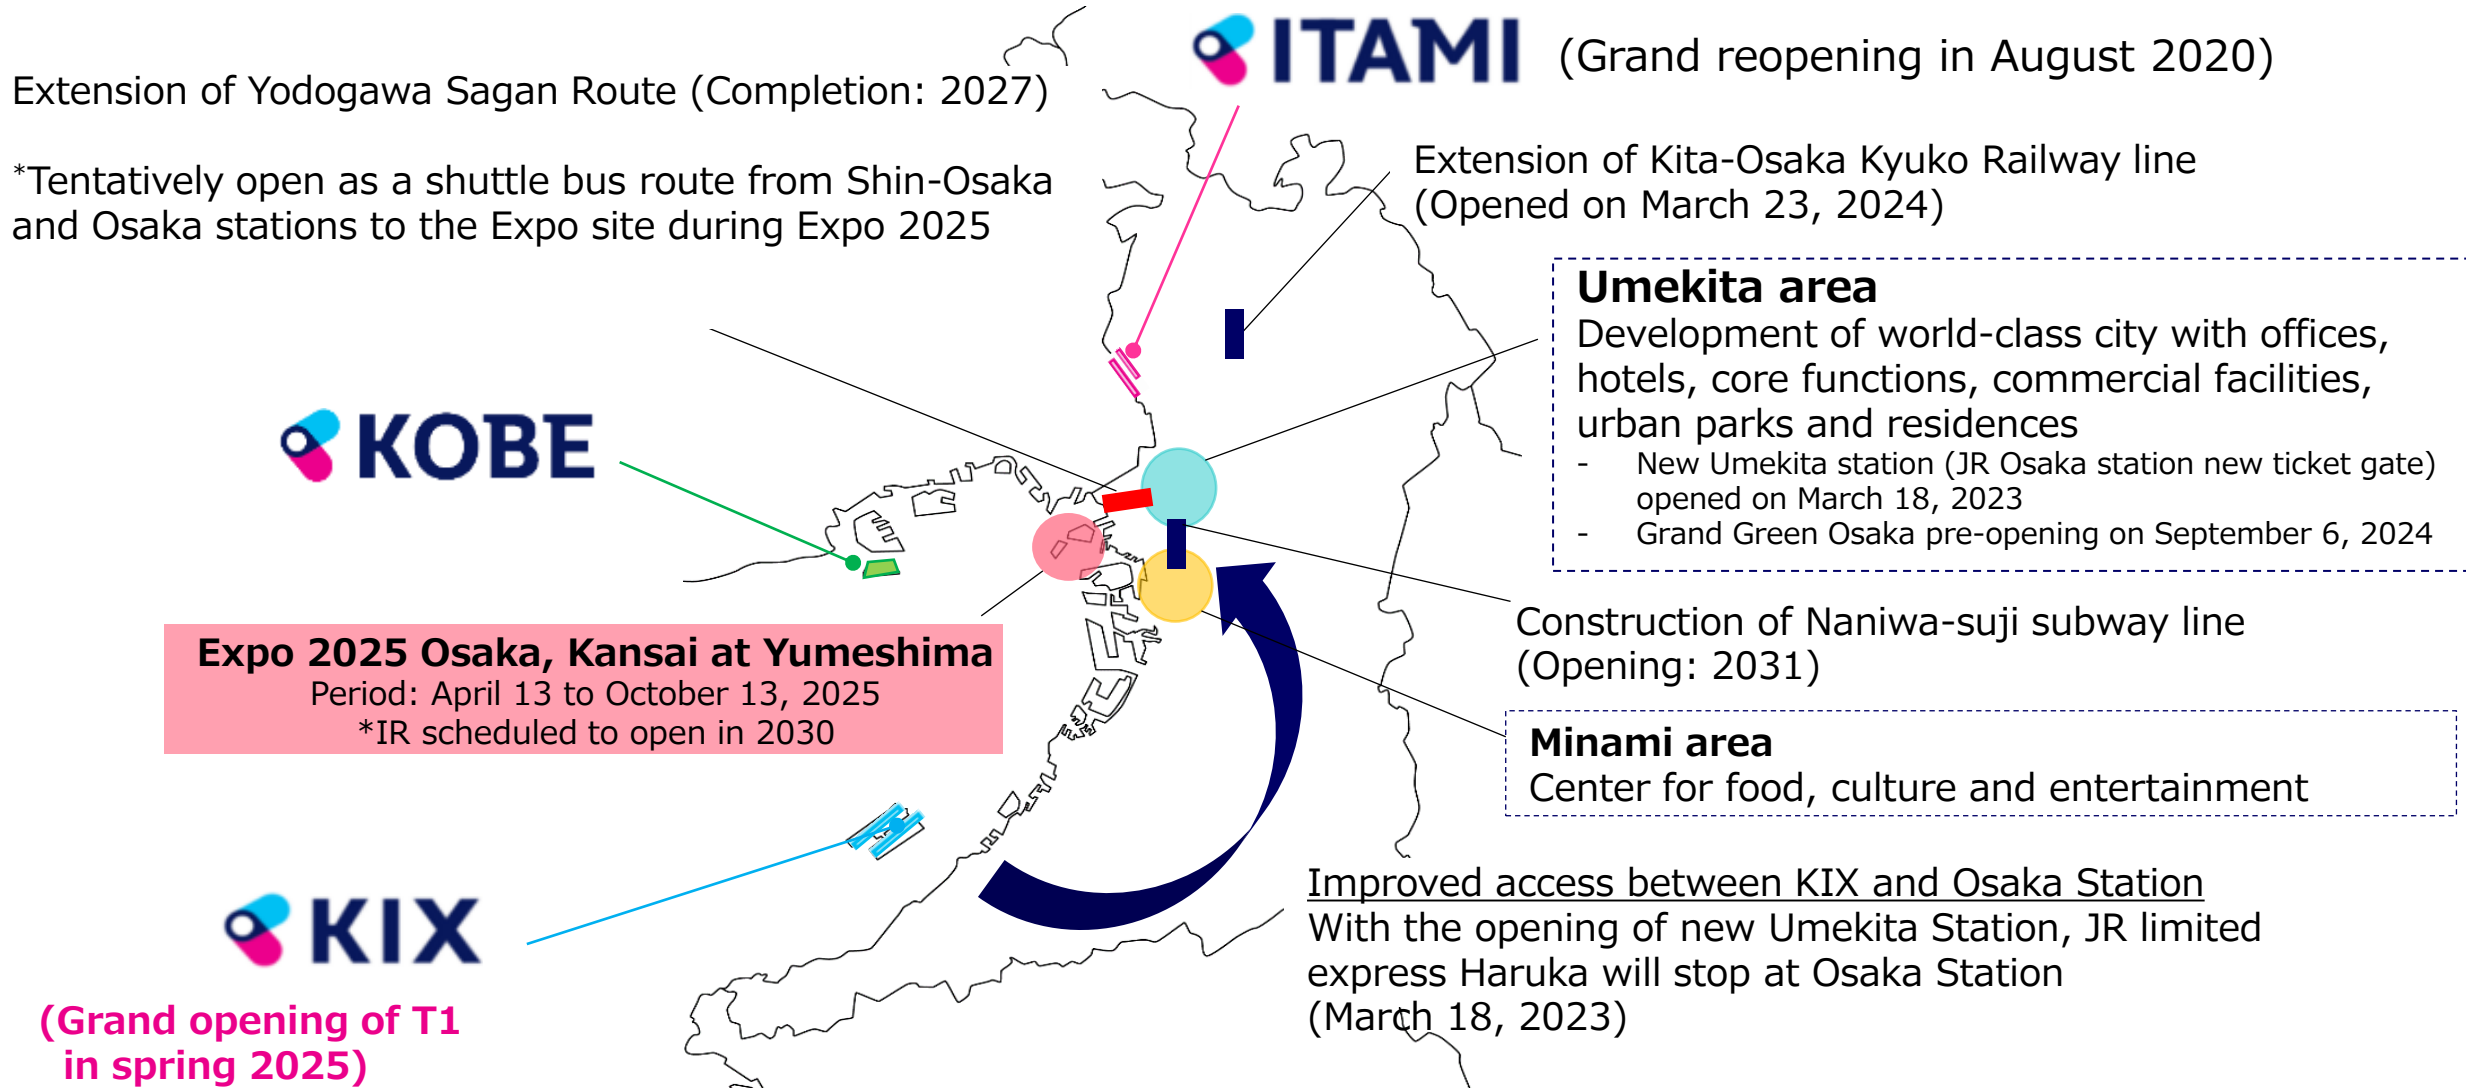 ITAMI (Grand reopening in August 2020)
Extension of Yodogawa Sagan Route (Completion: 2027)
*Tentatively open as a shuttle bus route from Shin-Osaka
and Osaka stations to the Expo site during Expo 2025
Extension of Kita-Osaka Kyuko Railway line
(Opened on March 23, 2024)
Umekita area
Development of world-class city with offices,
hotels, core functions, commercial facilities,
urban parks and residences
- New Umekita station (JR Osaka station new ticket gate)
opened on March 18, 2023
- Grand Green Osaka pre-opening on September 6, 2024
KOBE
Expo 2025 Osaka, Kansai at Yumeshima
Period: April 13 to October 13, 2025
*IR scheduled to open in 2030
Construction of Naniwa-suji subway line
(Opening: 2031)
Minami area
Center for food, culture and entertainment
KIX
(Grand opening of T1
in spring 2025)
Improved access between KIX and Osaka Station
With the opening of new Umekita Station, JR limited
express Haruka will stop at Osaka Station
(March 18, 2023)